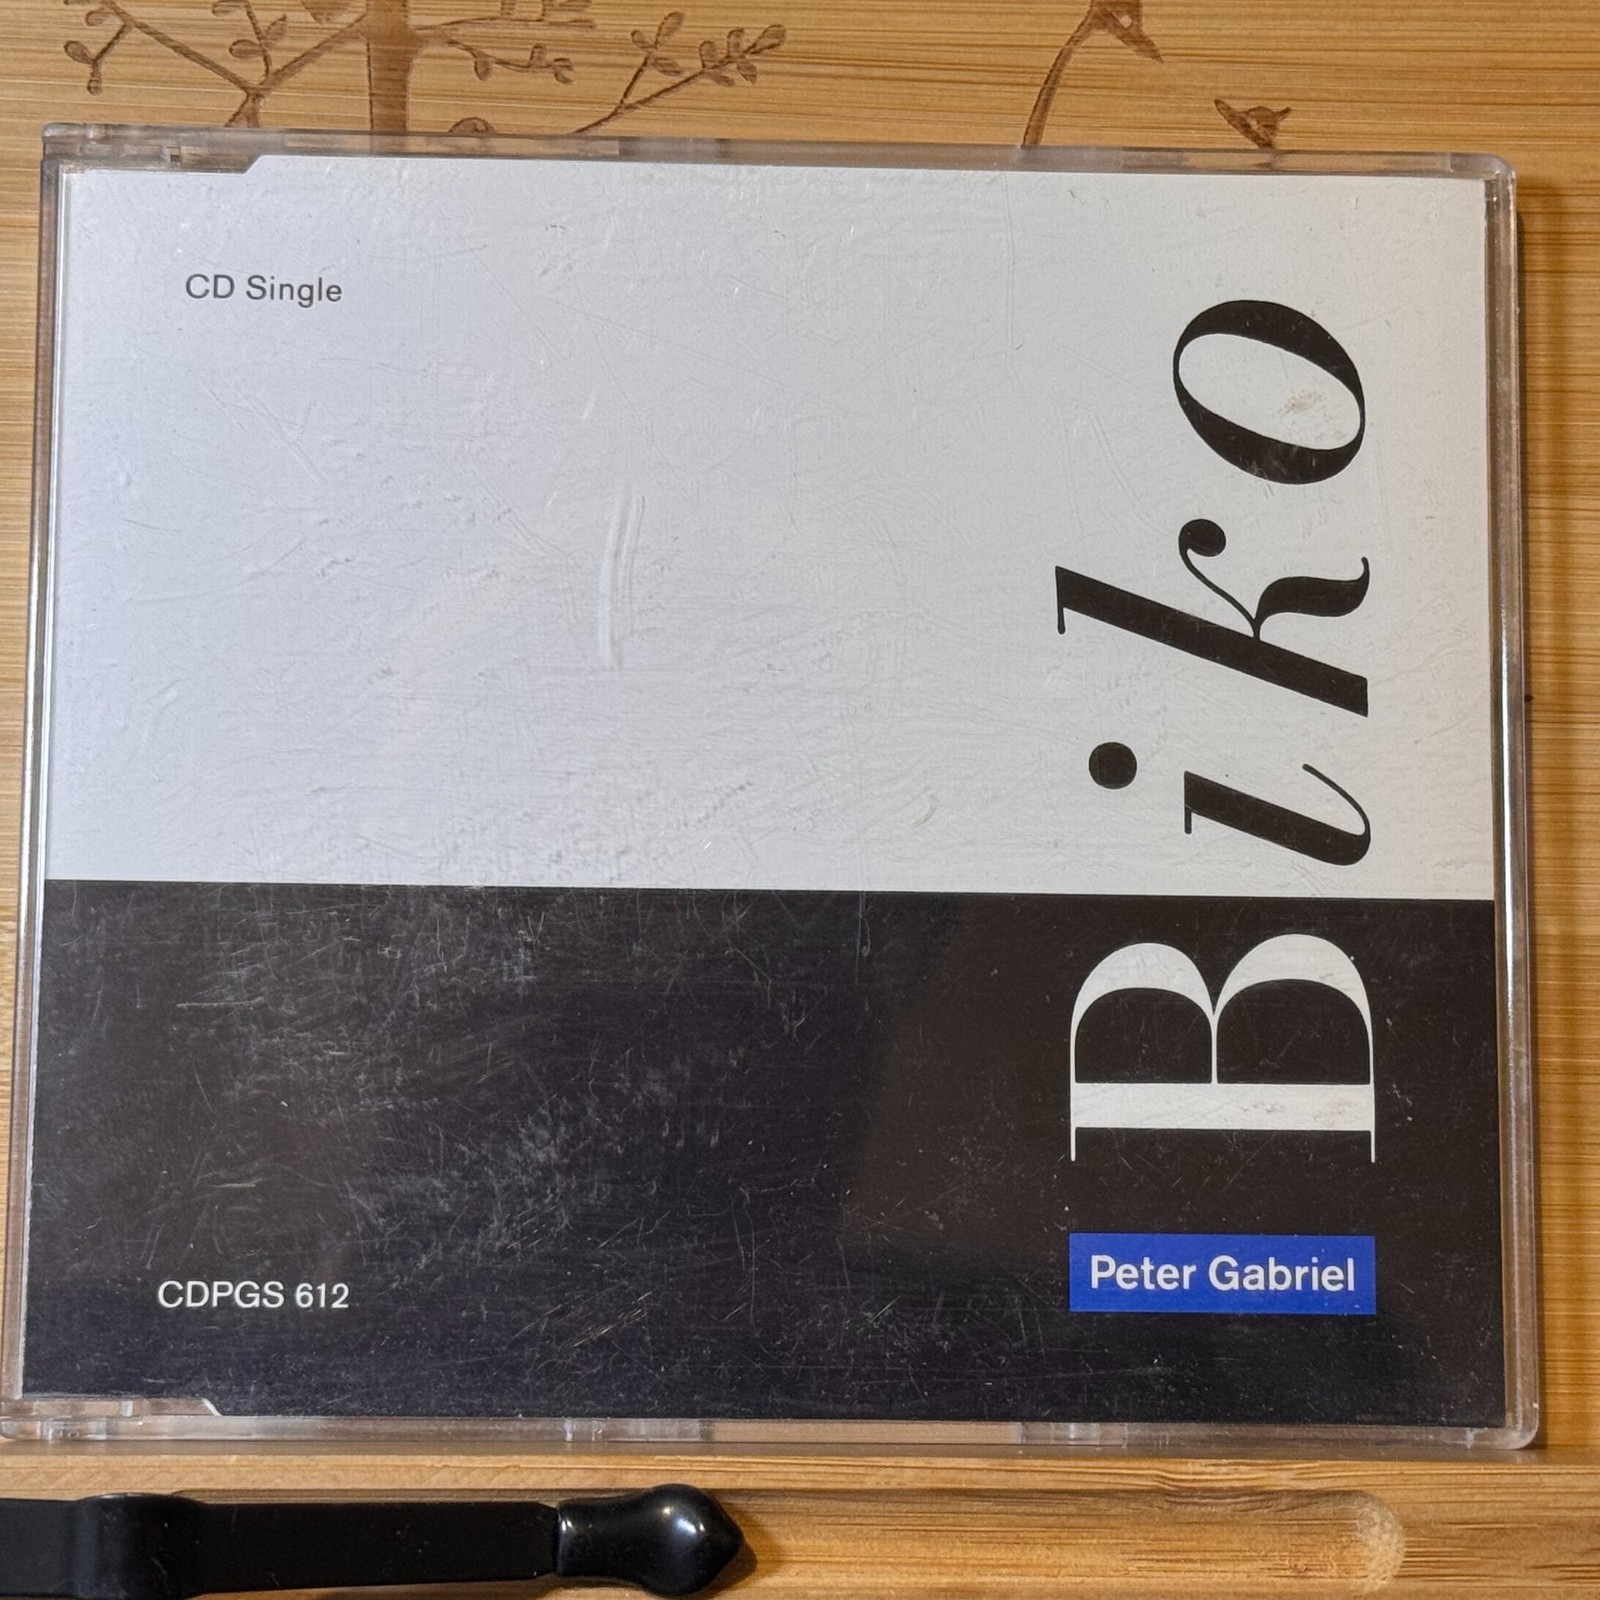 CD Single
Biko
Peter Gabriel
CDPGS 612